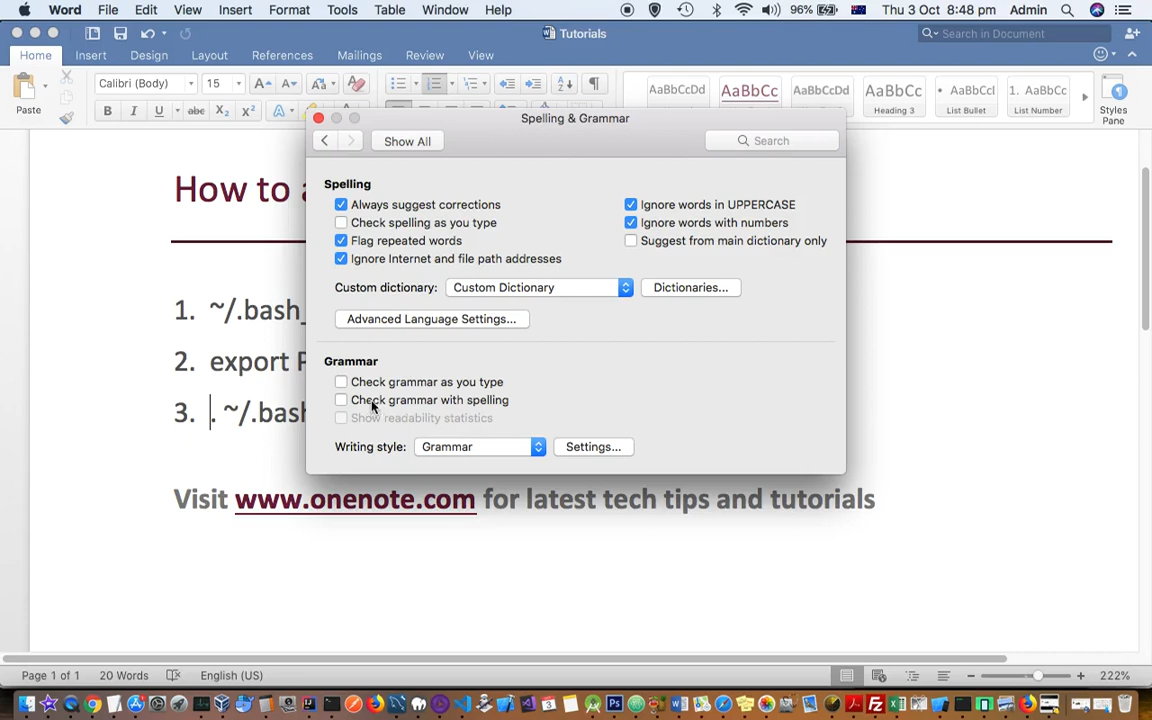 Word File Edit View Insert Format Tools Table Window Help 96% Thu 3 Oct 8:48 pm Admin
Tutorials Search in Document
Home Insert Design Layout References Mailings Review View
Paste Calibri (Body) 15 AaBbCcDd AaBbCc AaBbCcDd AaBbCc AaBbCcl AaBbCc Styles Pane
B I U abc X₂ X² A Heading 3 List Bullet List Number
Spelling & Grammar
Show All Search
How to a
Spelling
Always suggest corrections Ignore words in UPPERCASE
Check spelling as you type Ignore words with numbers
Flag repeated words Suggest from main dictionary only
Ignore Internet and file path addresses
Custom dictionary: Custom Dictionary Dictionaries...
1. ~/.bash_
Advanced Language Settings...
2. export P
Grammar
Check grammar as you type
Check grammar with spelling
3. . ~/.bash
Show readability statistics
Writing style: Grammar Settings...
Visit www.onenote.com for latest tech tips and tutorials
Page 1 of 1 20 Words English (US) 222%